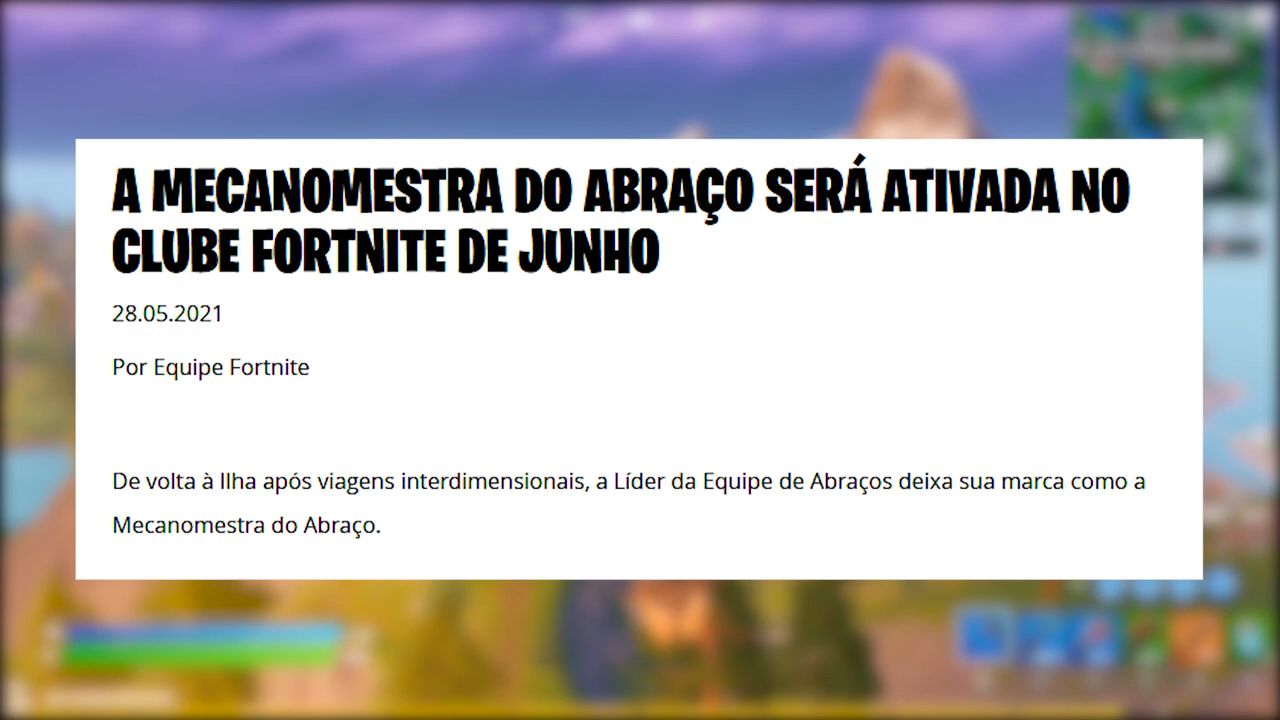 A MECANOMESTRA DO ABRAÇO SERÁ ATIVADA NO
CLUBE FORTNITE DE JUNHO
28.05.2021
Por Equipe Fortnite
De volta à Ilha após viagens interdimensionais, a Líder da Equipe de Abraços deixa sua marca como a
Mecanomestra do Abraço.